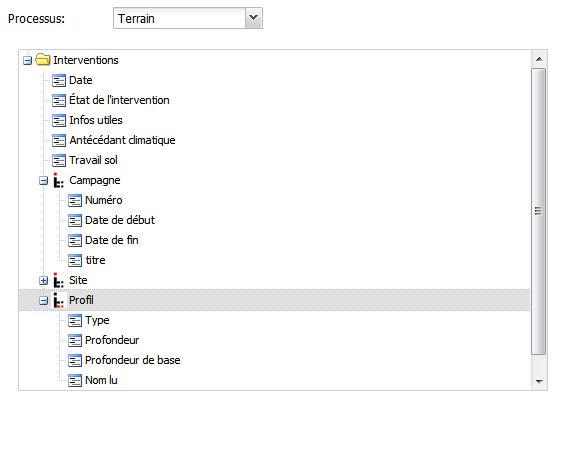 Processus: Terrain
Interventions
Date
État de l'intervention
Infos utiles
Antécédant climatique
Travail sol
Campagne
Numéro
Date de début
Date de fin
titre
Site
Profil
Type
Profondeur
Profondeur de base
Nom lu